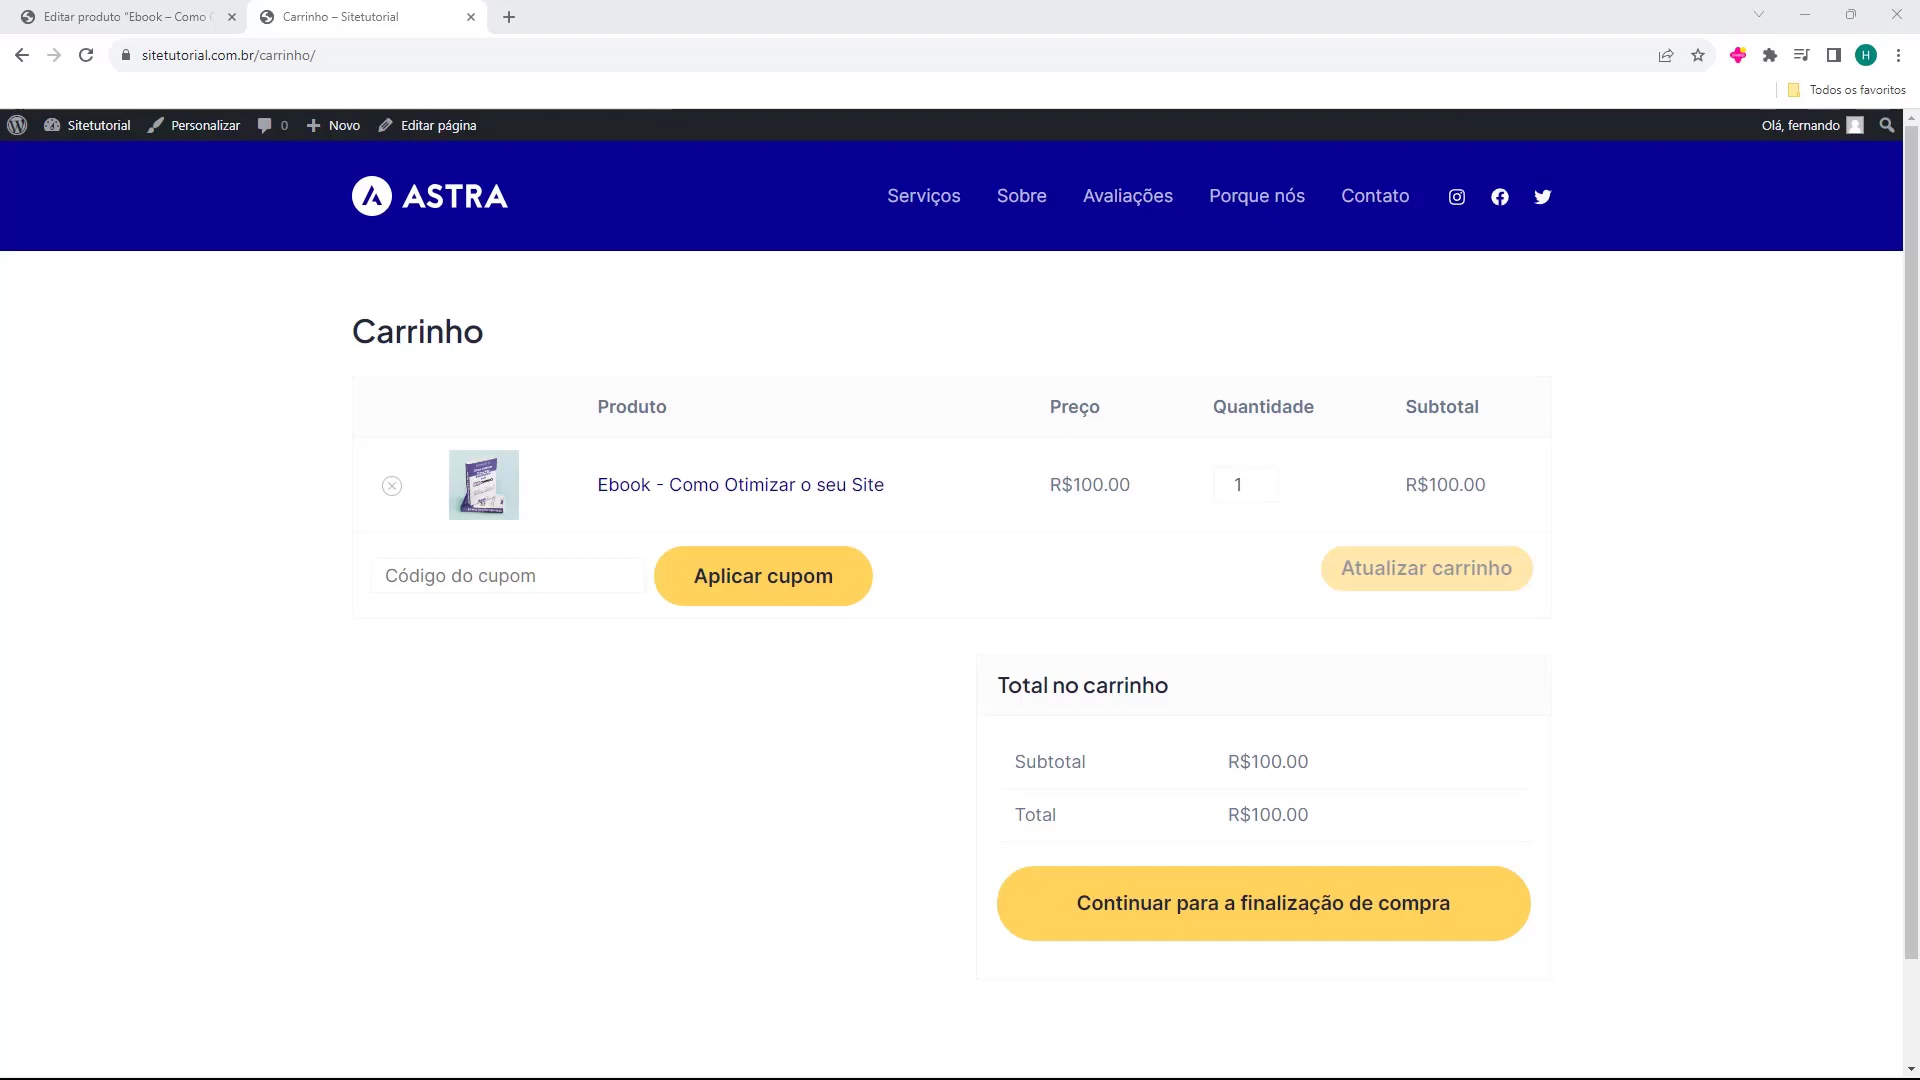 Editar produto "Ebook – Como
Carrinho – Sitetutorial
sitetutorial.com.br/carrinho/
H
Todos os favoritos
Sitetutorial
Personalizar
0
Novo
Editar página
Olá, fernando
ASTRA
Serviços
Sobre
Avaliações
Porque nós
Contato
Carrinho
Produto
Preço
Quantidade
Subtotal
Ebook - Como Otimizar o seu Site
R$100.00
1
R$100.00
Código do cupom
Aplicar cupom
Atualizar carrinho
Total no carrinho
Subtotal
R$100.00
Total
R$100.00
Continuar para a finalização de compra